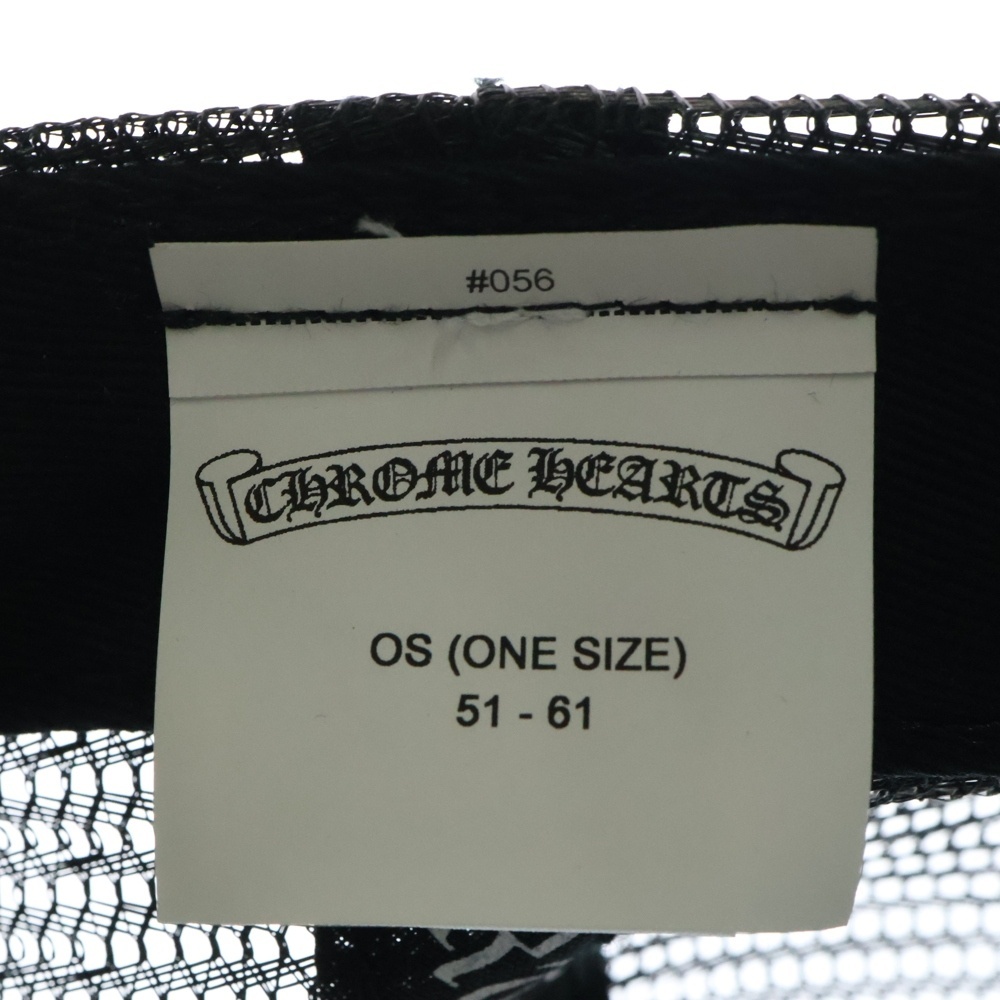 #056
CHROME HEARTS
OS (ONE SIZE)
51 - 61